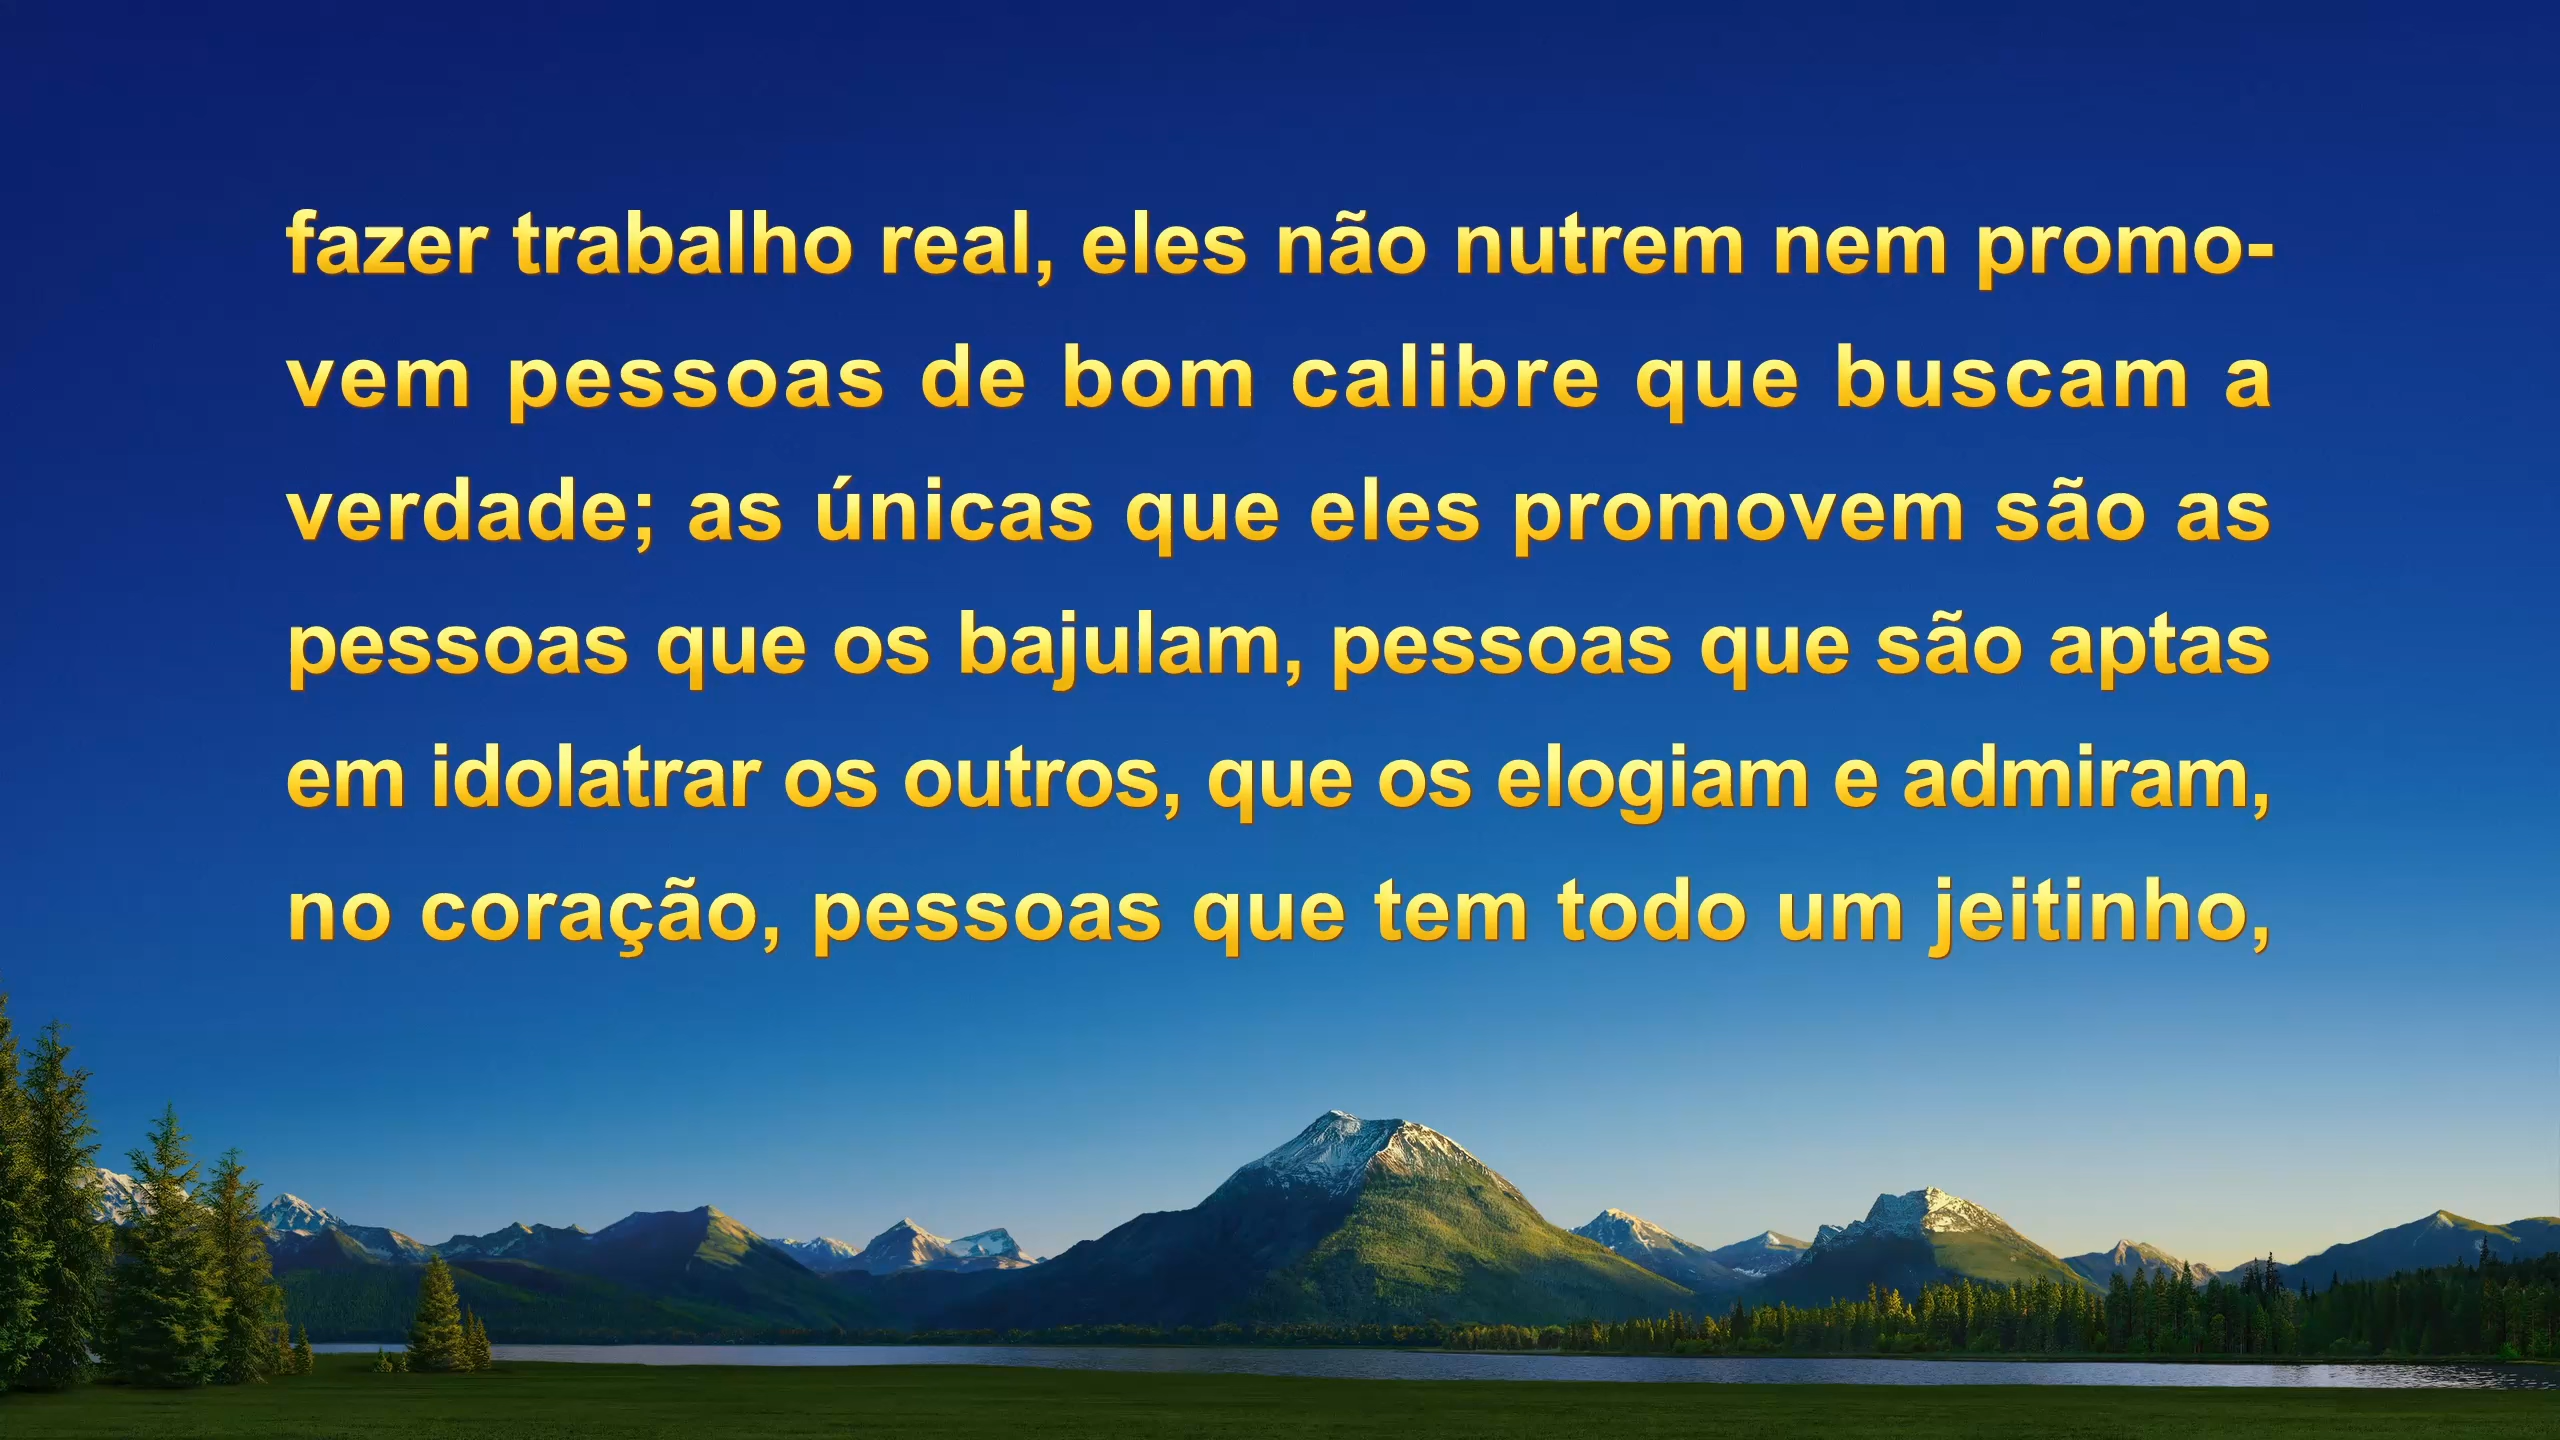 fazer trabalho real, eles não nutrem nem promo-
vem pessoas de bom calibre que buscam a
verdade; as únicas que eles promovem são as
pessoas que os bajulam, pessoas que são aptas
em idolatrar os outros, que os elogiam e admiram,
no coração, pessoas que tem todo um jeitinho,